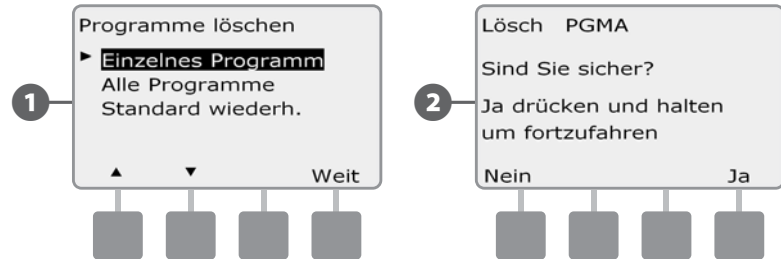 Programme löschen
► Einzelnes Programm
Alle Programme
Standard wiederh.
▲ ▼ Weit
1
Lösch PGMA
Sind Sie sicher?
Ja drücken und halten
um fortzufahren
Nein Ja
2